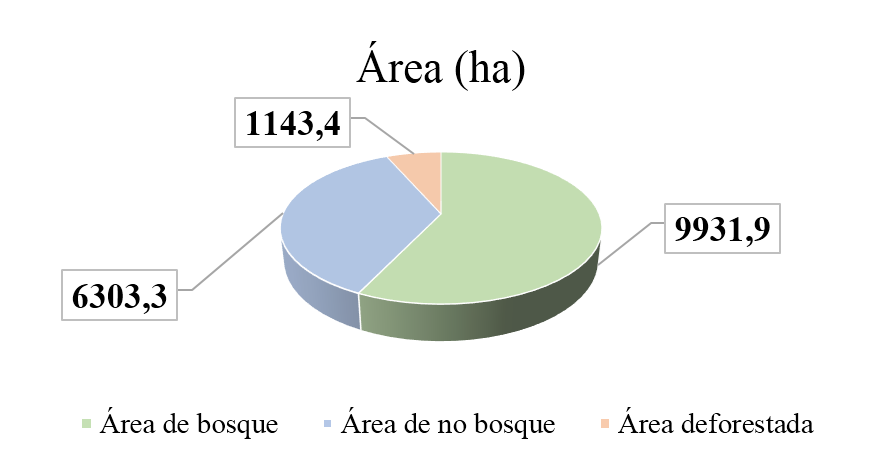 Área (ha)
1143,4
9931,9
6303,3
Área de bosque
Área de no bosque
Área deforestada